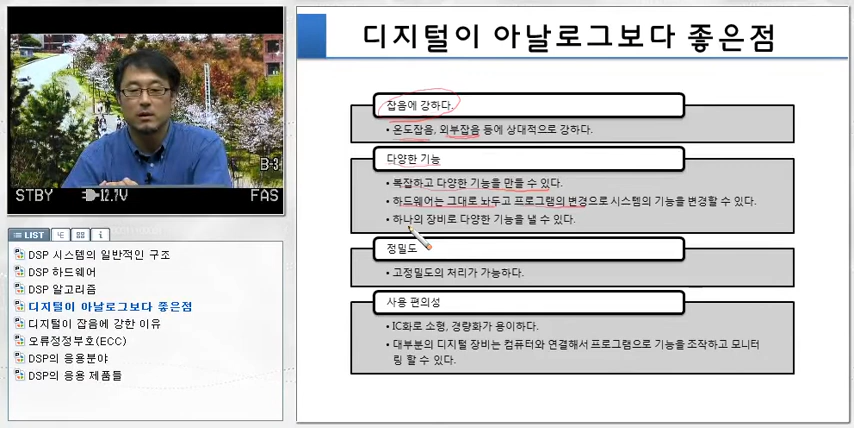 B-3
STBY
12.7V
FAS
LIST
DSP 시스템의 일반적인 구조
DSP 하드웨어
DSP 알고리즘
디지털이 아날로그보다 좋은점
디지털이 잡음에 강한 이유
오류정정부호(ECC)
DSP의 응용분야
DSP의 응용 제품들
디지털이 아날로그보다 좋은점
잡음에 강하다.
• 온도잡음, 외부잡음 등에 상대적으로 강하다.
다양한 기능
• 복잡하고 다양한 기능을 만들 수 있다.
• 하드웨어는 그대로 놔두고 프로그램의 변경으로 시스템의 기능을 변경할 수 있다.
• 하나의 장비로 다양한 기능을 낼 수 있다.
정밀도
• 고정밀도의 처리가 가능하다.
사용 편의성
• IC화로 소형, 경량화가 용이하다.
• 대부분의 디지털 장비는 컴퓨터와 연결해서 프로그램으로 기능을 조작하고 모니터
링 할 수 있다.